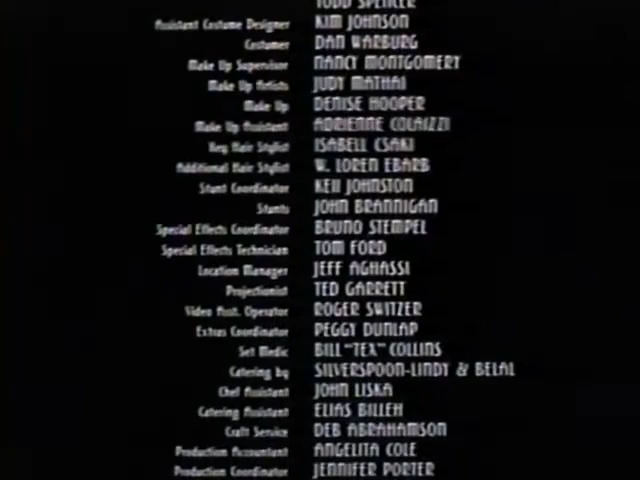 TODD SPENCER
Assistant Costume Designer KIM JOHNSON
Costumer DAN WARBURG
Make Up Supervisor NANCY MONTGOMERY
Make Up Artists JUDY MATHAI
Make Up DENISE HOOPER
Make Up Assistant ADRIENNE COLAIZZI
Key Hair Stylist ISABELL CSAKI
Additional Hair Stylist W. LOREN EBARB
Stunt Coordinator KEN JOHNSTON
Stunts JOHN BRANNIGAN
Special Effects Coordinator BRUNO STEMPEL
Special Effects Technician TOM FORD
Location Manager JEFF AGHASSI
Projectionist TED GARRETT
Video Asst. Operator ROGER SWITZER
Extras Coordinator PEGGY DUNLAP
Set Medic BILL "TEX" COLLINS
Catering by SILVERSPOON-LINDY & BELAL
Chef Assistant JOHN LISKA
Catering Assistant ELIAS BILLEH
Craft Service DEB ABRAHAMSON
Production Accountant ANGELITA COLE
Production Coordinator JENNIFER PORTER